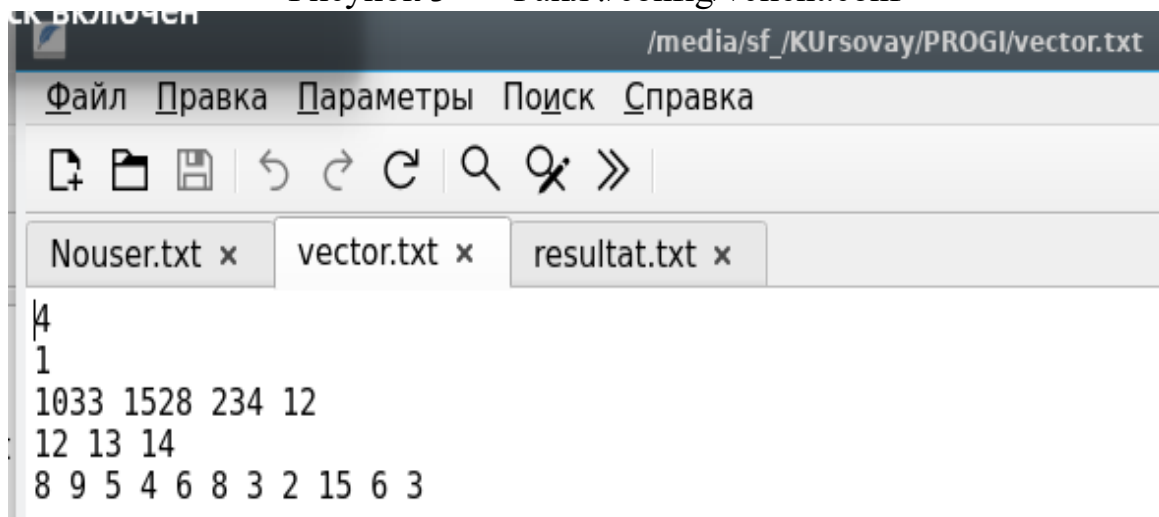 включен
/media/sf_/KUrsovay/PROGI/vector.txt
Файл Правка Параметры Поиск Справка
Nouser.txt × vector.txt × resultat.txt ×
4
1
1033 1528 234 12
12 13 14
8 9 5 4 6 8 3 2 15 6 3